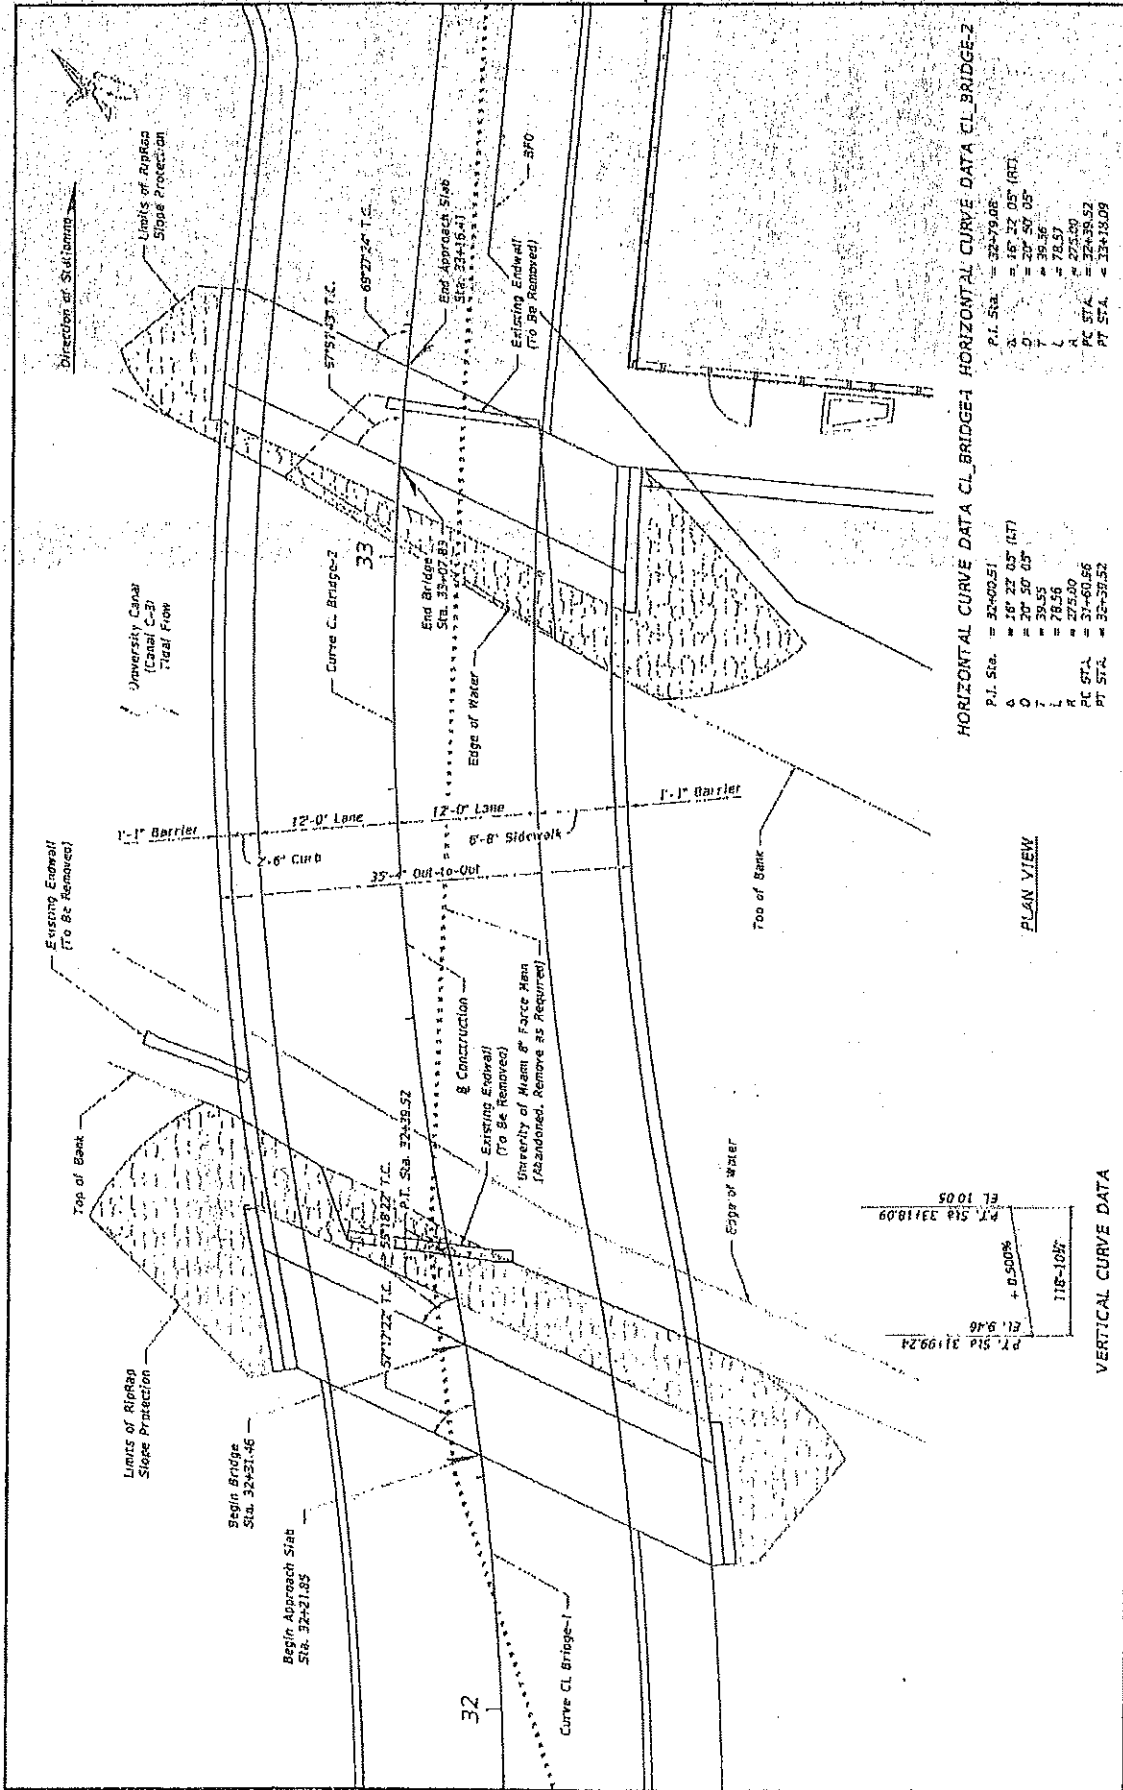 Direction of Stationing
Limits of RipRap
Slope Protection
University Canal
(Canal C-3)
Tidal Flow
Existing Endwall
(To Be Removed)
Top of Bank
Limits of RipRap
Slope Protection
Begin Bridge
Sta. 32+31.46
Begin Approach Slab
Sta. 32+21.85
32
Curve CL Bridge-1
57°17'22" T.C.
55°18'22" T.C.
P.T. Sta. 32+39.52
Existing Endwall
(To Be Removed)
University of Miami 8" Force Main
(Abandoned, Remove as Required)
Construction
1'-1" Barrier
2'-6" Curb
12'-0" Lane
12'-0" Lane
35'-4" Out-to-Out
6'-8" Sidewalk
1'-1" Barrier
Curve CL Bridge-2
33
End Bridge
Sta. 33+07.83
Edge of Water
57°51'43" T.C.
69°27'24" T.C.
End Approach Slab
Sta. 33+16.41
Existing Endwall
(To Be Removed)
BFO
Top of Bank
Edge of Water
PLAN VIEW
P.T. Sta 31+99.24
EL. 9.46
+0.500%
P.T. Sta 33+18.09
EL 10.05
118'-10½"
VERTICAL CURVE DATA
HORIZONTAL CURVE DATA CL_BRIDGE-1
P.I. Sta. = 32+00.51
Δ = 16° 22' 05" (LT)
D = 20° 50' 05"
T = 39.55
L = 78.56
R = 275.00
PC STA. = 31+60.96
PT STA. = 32+39.52
HORIZONTAL CURVE DATA CL_BRIDGE-2
P.I. Sta. = 32+79.08
Δ = 16° 22' 05" (RT)
D = 20° 50' 05"
T = 39.56
L = 78.57
R = 275.00
PC STA. = 32+39.52
PT STA. = 33+18.09